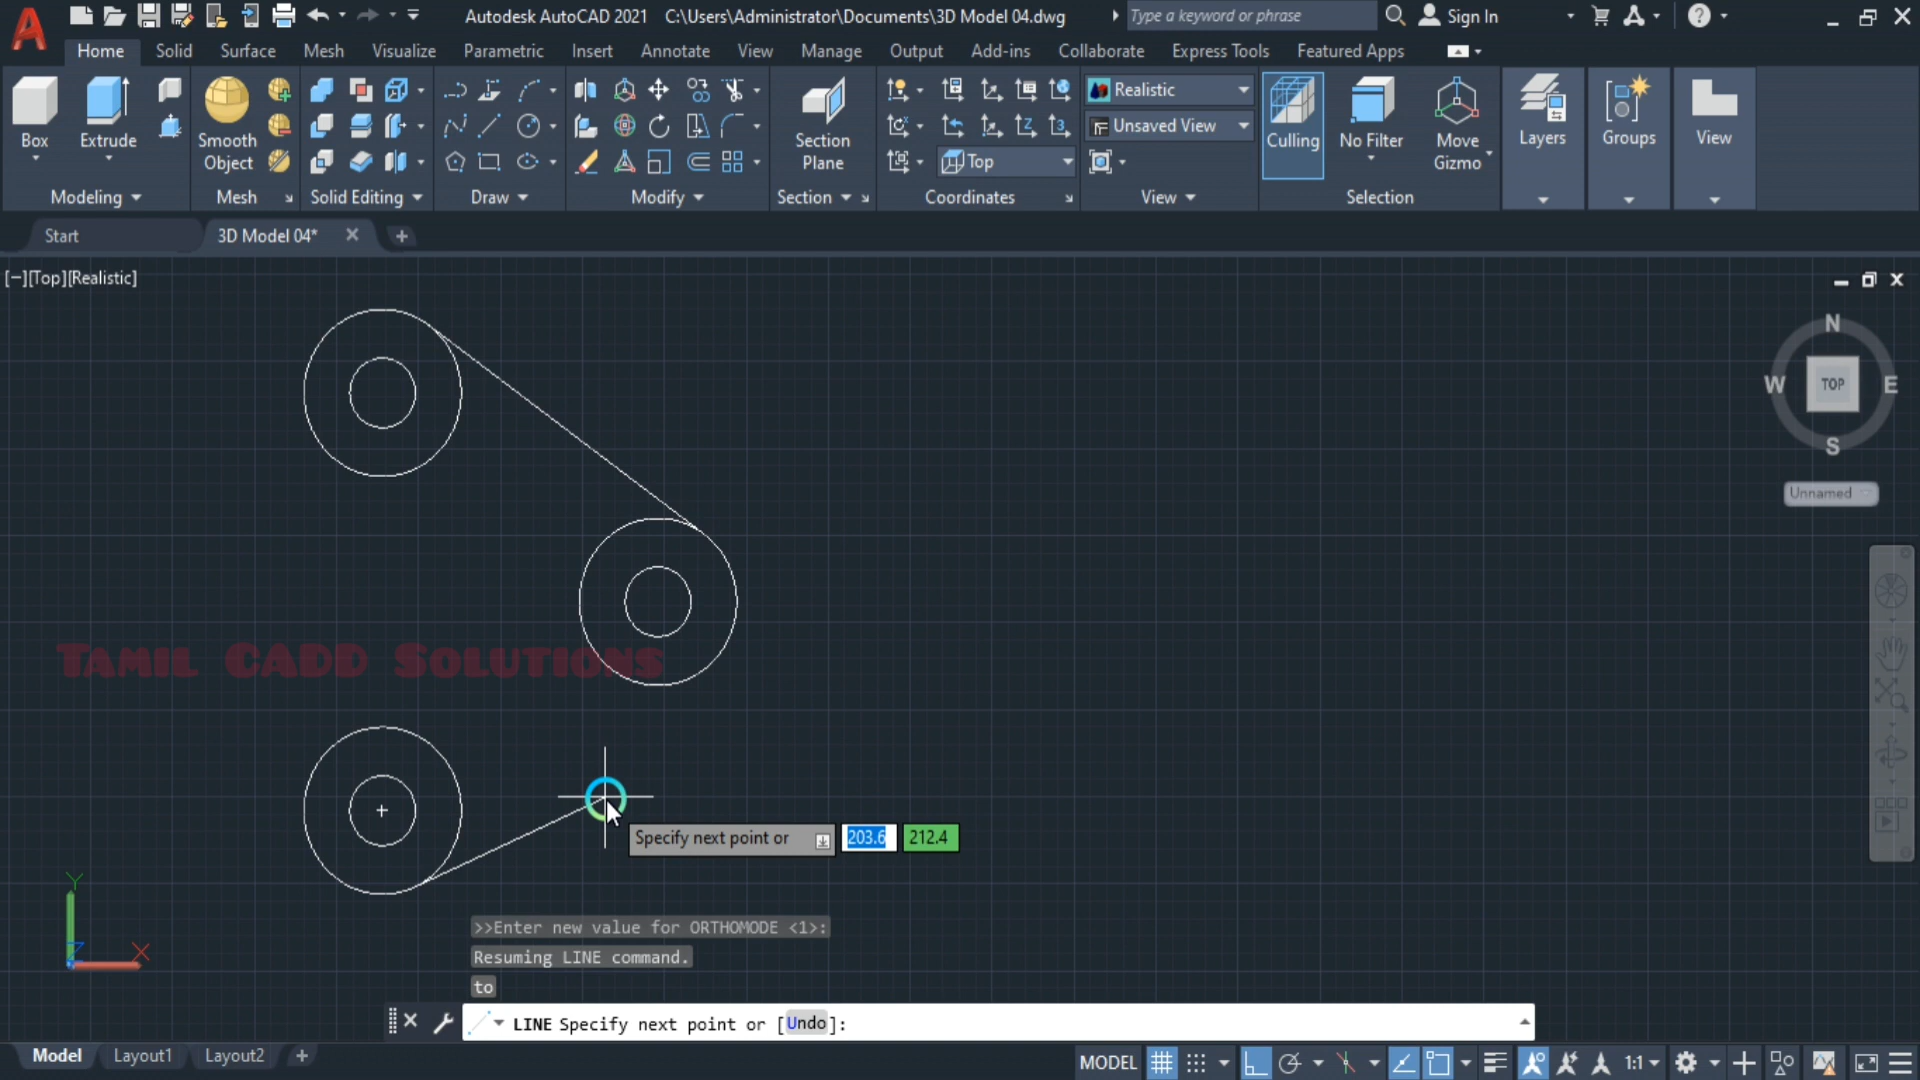 Autodesk AutoCAD 2021 C:\Users\Administrator\Documents\3D Model 04.dwg
Type a keyword or phrase
Sign In
Home Solid Surface Mesh Visualize Parametric Insert Annotate View Manage Output Add-ins Collaborate Express Tools Featured Apps
Box
Extrude
Smooth
Object
Section
Plane
Top
Realistic
Unsaved View
Culling
No Filter
Move
Gizmo
Layers
Groups
View
Modeling
Mesh
Solid Editing
Draw
Modify
Section
Coordinates
View
Selection
Start
3D Model 04*
[−][Top][Realistic]
N
W
TOP
E
S
Unnamed
TAMIL CADD SOLUTIONS
Specify next point or 203.6 212.4
Y
Z
X
>>Enter new value for ORTHOMODE <1>:
Resuming LINE command.
to
LINE Specify next point or [Undo]:
Model Layout1 Layout2
MODEL
1:1